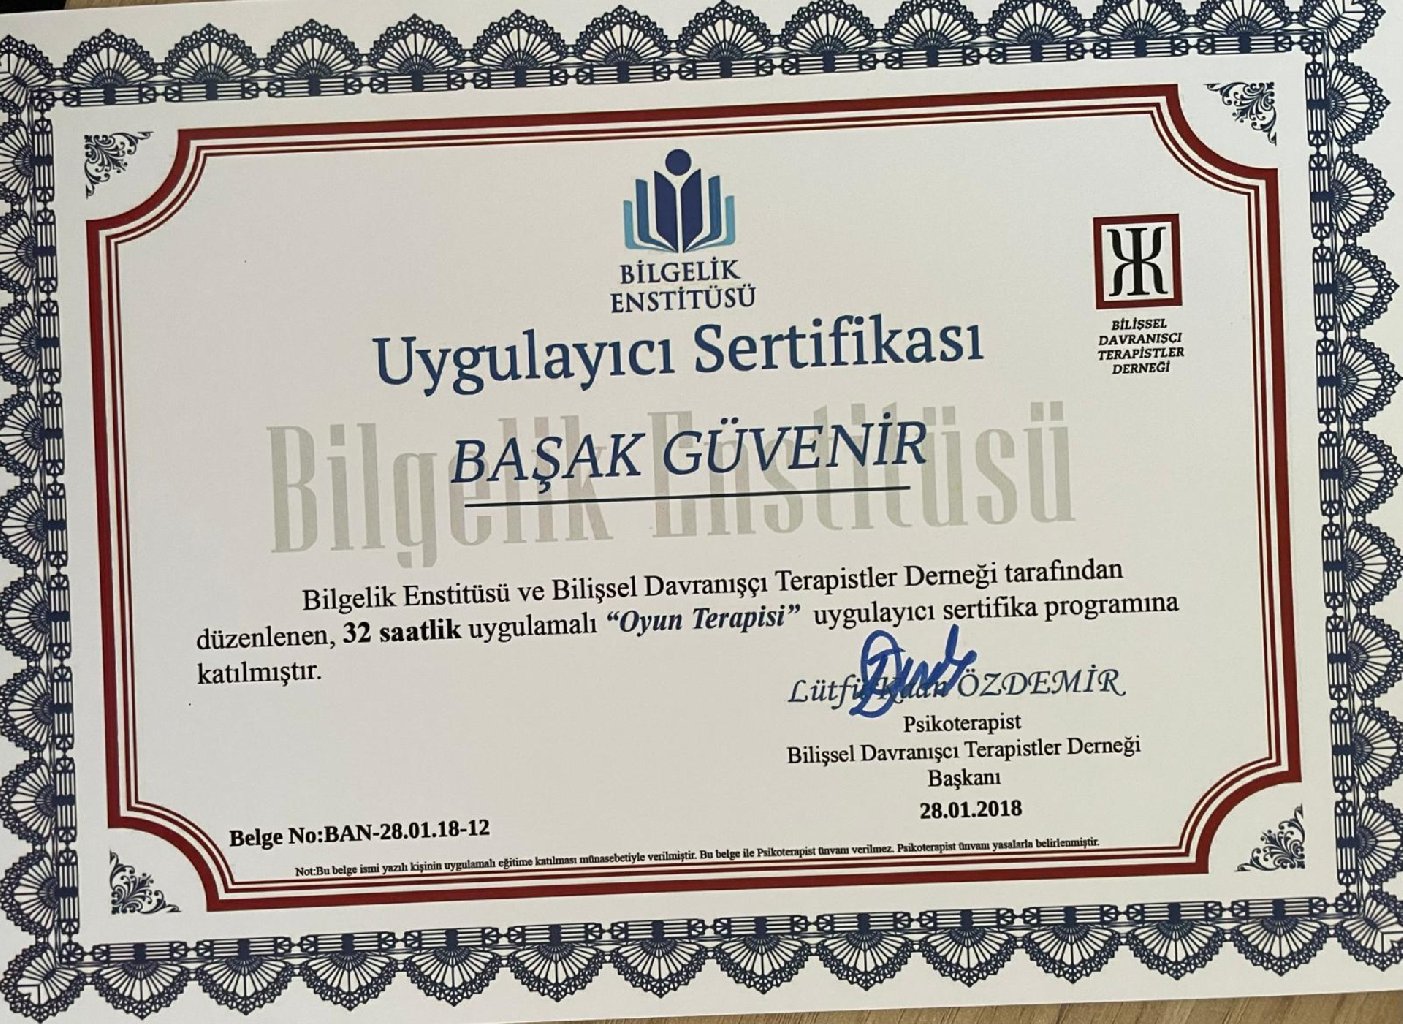 BİLGELİK
ENSTİTÜSÜ
BİLİŞSEL
DAVRANIŞÇI
TERAPİSTLER
DERNEĞİ
Uygulayıcı Sertifikası
Bilgelik Enstitüsü
BAŞAK GÜVENİR
Bilgelik Enstitüsü ve Bilişsel Davranışçı Terapistler Derneği tarafından
düzenlenen, 32 saatlik uygulamalı “Oyun Terapisi” uygulayıcı sertifika programına
katılmıştır.
Lütfü Kaan ÖZDEMİR
Psikoterapist
Bilişsel Davranışcı Terapistler Derneği
Başkanı
28.01.2018
Belge No:BAN-28.01.18-12
Not:Bu belge ismi yazılı kişinin uygulamalı eğitime katılması münasebetiyle verilmiştir. Bu belge ile Psikoterapist ünvanı verilmez. Psikoterapist ünvanı yasalarla belirlenmiştir.